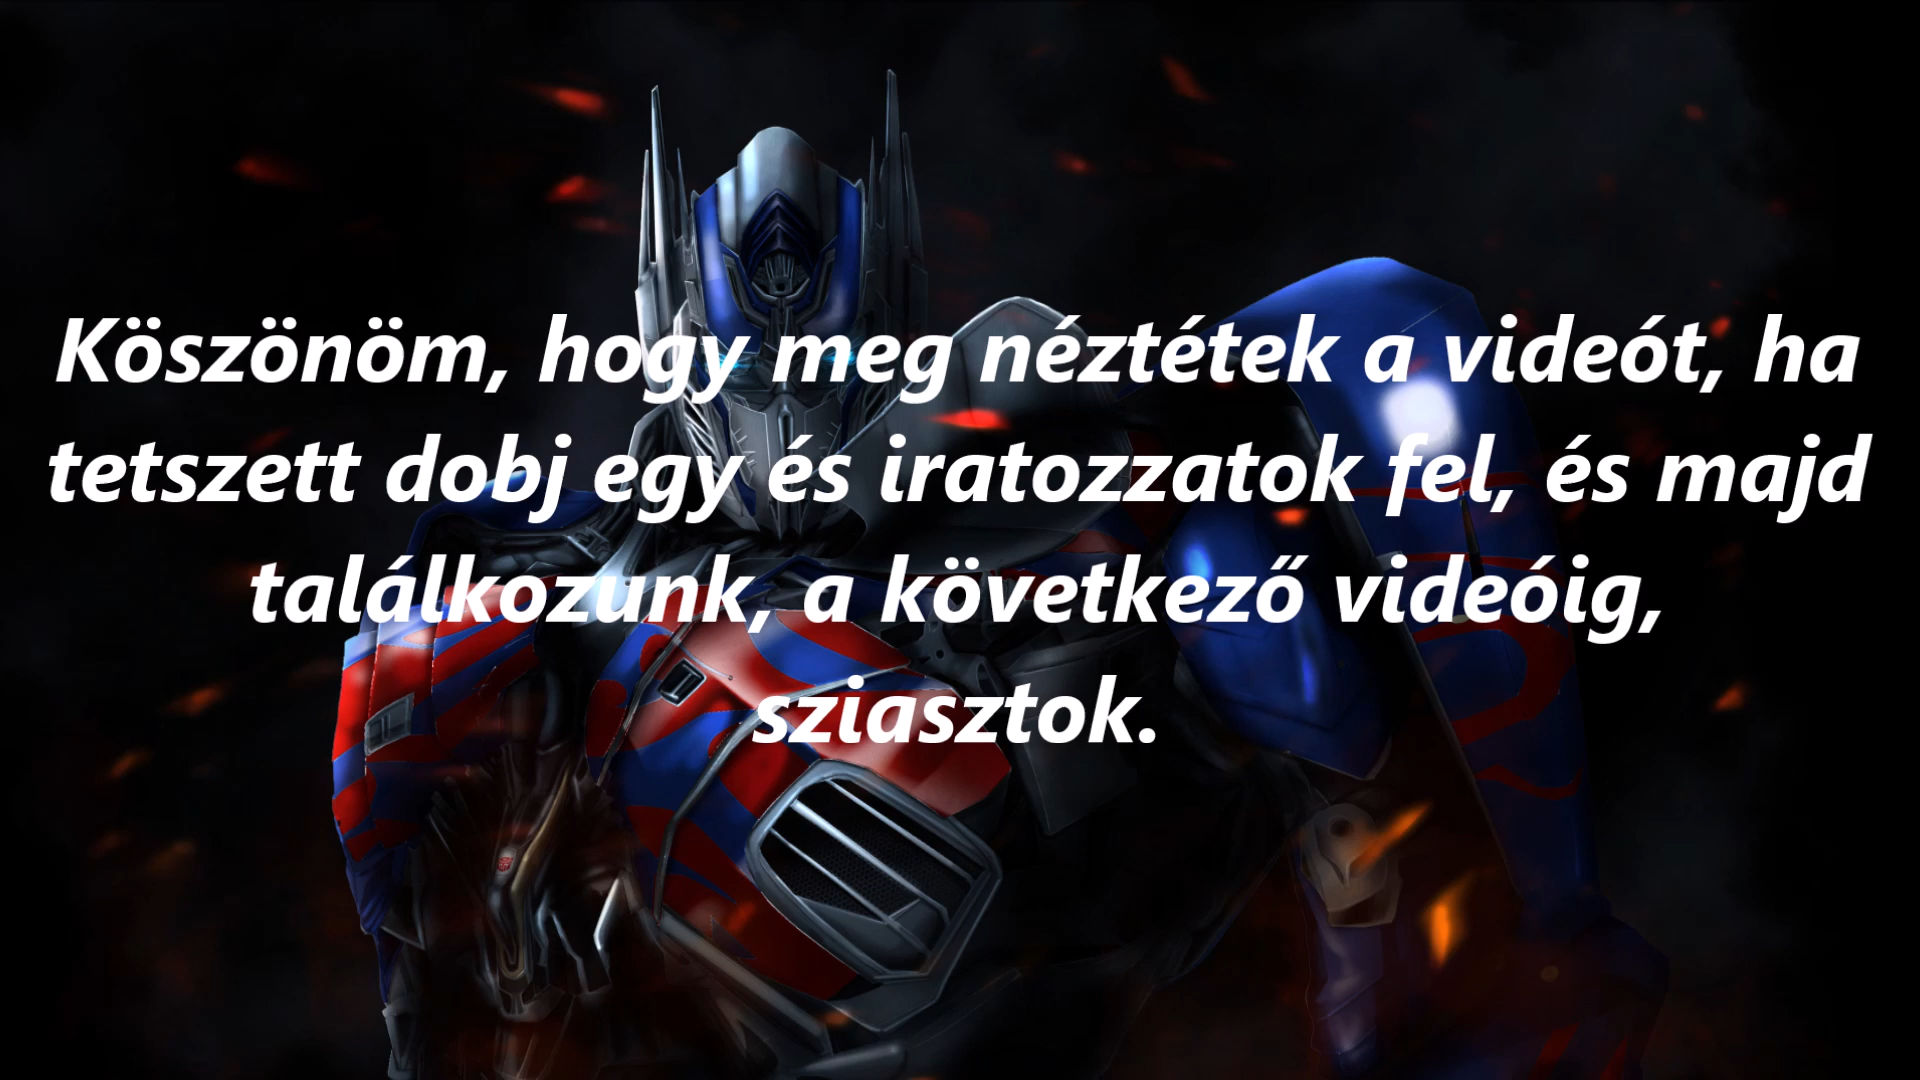 Köszönöm, hogy meg néztétek a videót, ha
tetszett dobj egy és iratozzatok fel, és majd
találkozunk, a következő videóig,
sziasztok.